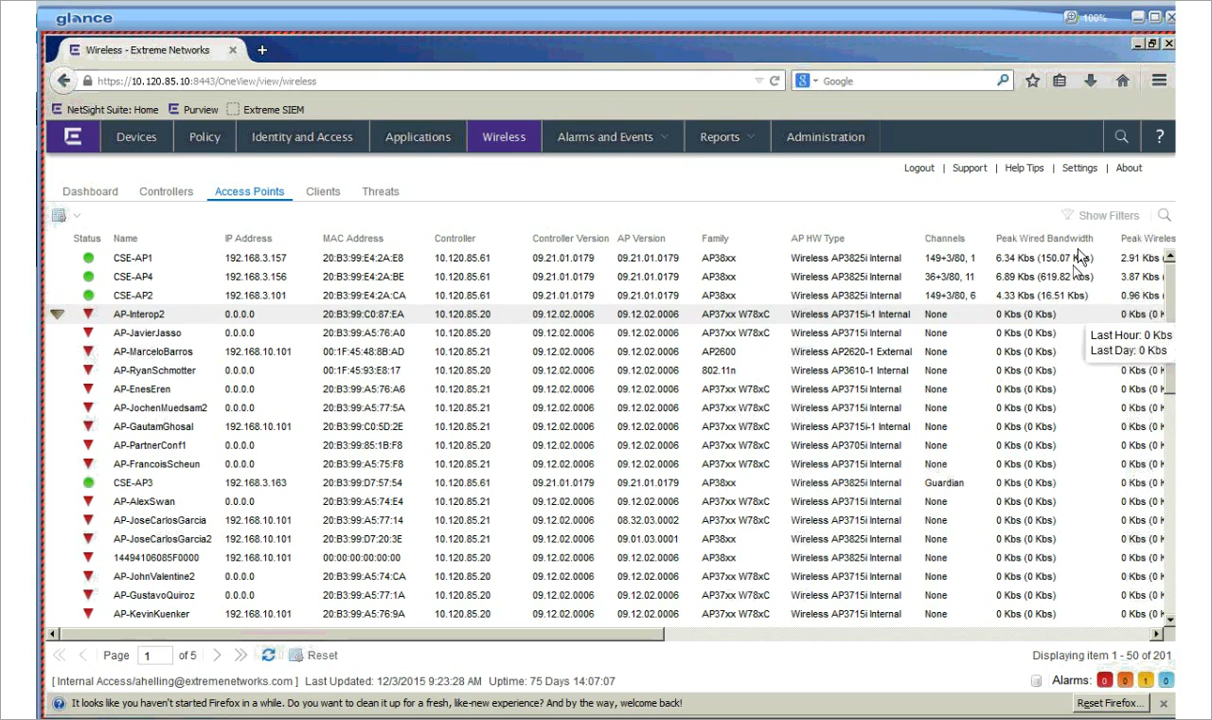 glance
100%
Wireless - Extreme Networks
https://10.120.85.10:8443/OneView/view/wireless
Google
NetSight Suite: Home Purview Extreme SIEM
Devices Policy Identity and Access Applications Wireless Alarms and Events Reports Administration ?
Logout | Support | Help Tips | Settings | About
Dashboard Controllers Access Points Clients Threats
Show Filters
Status Name IP Address MAC Address Controller Controller Version AP Version Family AP HW Type Channels Peak Wired Bandwidth Peak Wireles
CSE-AP1 192.168.3.157 20:B3:99:E4:2A:E8 10.120.85.61 09.21.01.0179 09.21.01.0179 AP38xx Wireless AP3825i Internal 149+3/80, 1 6.34 Kbs (150.07 Kbs) 2.91 Kbs
CSE-AP4 192.168.3.156 20:B3:99:E4:2A:BE 10.120.85.61 09.21.01.0179 09.21.01.0179 AP38xx Wireless AP3825i Internal 36+3/80, 11 6.89 Kbs (619.82 Kbs) 3.87 Kbs
CSE-AP2 192.168.3.101 20:B3:99:E4:2A:CA 10.120.85.61 09.21.01.0179 09.21.01.0179 AP38xx Wireless AP3825i Internal 149+3/80, 6 4.33 Kbs (16.51 Kbs) 0.96 Kbs
AP-Interop2 0.0.0.0 20:B3:99:C0:87:EA 10.120.85.21 09.12.02.0006 09.12.02.0006 AP37xx W78xC Wireless AP3715i-1 Internal None 0 Kbs (0 Kbs) 0 Kbs (0 K
AP-JavierJasso 0.0.0.0 20:B3:99:A5:76:A0 10.120.85.21 09.12.02.0006 09.12.02.0006 AP37xx W78xC Wireless AP3715i Internal None 0 Kbs (0 Kbs)
Last Hour: 0 Kbs
Last Day: 0 Kbs
AP-MarceloBarros 192.168.10.101 00:1F:45:48:8B:AD 10.120.85.21 09.12.02.0006 09.12.02.0006 AP2600 Wireless AP2620-1 External None 0 Kbs (0 Kbs)
AP-RyanSchmotter 192.168.10.101 00:1F:45:93:E8:17 10.120.85.20 09.12.02.0006 09.12.02.0006 802.11n Wireless AP3610-1 Internal None 0 Kbs (0 Kbs) 0 Kbs (0 K
AP-EnesEren 192.168.10.101 20:B3:99:A5:76:A6 10.120.85.21 09.12.02.0006 09.12.02.0006 AP37xx W78xC Wireless AP3715i Internal None 0 Kbs (0 Kbs) 0 Kbs (0 K
AP-JochenMuedsam2 0.0.0.0 20:B3:99:A5:77:5A 10.120.85.21 09.12.02.0006 09.12.02.0006 AP37xx W78xC Wireless AP3715i Internal None 0 Kbs (0 Kbs) 0 Kbs (0 K
AP-GautamGhosal 192.168.10.101 20:B3:99:C0:5D:2E 10.120.85.21 09.12.02.0006 09.12.02.0006 AP37xx W78xC Wireless AP3715i-1 Internal None 0 Kbs (0 Kbs) 0 Kbs (0 K
AP-PartnerConf1 0.0.0.0 20:B3:99:85:1B:F8 10.120.85.20 09.12.02.0006 09.12.02.0006 AP37xx W78xC Wireless AP3705i Internal None 0 Kbs (0 Kbs) 0 Kbs (0 K
AP-FrancoisScheun 0.0.0.0 20:B3:99:A5:75:F8 10.120.85.21 09.12.02.0006 09.12.02.0006 AP37xx W78xC Wireless AP3715i Internal None 0 Kbs (0 Kbs) 0 Kbs (0 K
CSE-AP3 192.168.3.163 20:B3:99:D7:57:54 10.120.85.61 09.21.01.0179 09.21.01.0179 AP38xx Wireless AP3825i Internal Guardian 0 Kbs (0 Kbs) 0 Kbs (0 K
AP-AlexSwan 0.0.0.0 20:B3:99:A5:74:E4 10.120.85.21 09.12.02.0006 09.12.02.0006 AP37xx W78xC Wireless AP3715i Internal None 0 Kbs (0 Kbs) 0 Kbs (0 K
AP-JoseCarlosGarcia 192.168.10.101 20:B3:99:A5:77:14 10.120.85.21 09.12.02.0006 08.32.03.0002 AP37xx W78xC Wireless AP3715i Internal None 0 Kbs (0 Kbs) 0 Kbs (0 K
AP-JoseCarlosGarcia2 192.168.10.101 20:B3:99:D7:20:3E 10.120.85.21 09.12.02.0006 09.01.03.0001 AP38xx Wireless AP3825i Internal None 0 Kbs (0 Kbs) 0 Kbs (0 K
14494106085F0000 192.168.10.101 00:00:00:00:00:00 10.120.85.20 09.12.02.0006 09.12.02.0006 AP38xx Wireless AP3825i Internal None 0 Kbs (0 Kbs) 0 Kbs (0 K
AP-JohnValentine2 0.0.0.0 20:B3:99:A5:74:CA 10.120.85.20 09.12.02.0006 09.12.02.0006 AP37xx W78xC Wireless AP3715i Internal None 0 Kbs (0 Kbs) 0 Kbs (0 K
AP-GustavoQuiroz 0.0.0.0 20:B3:99:A5:77:1A 10.120.85.20 09.12.02.0006 09.12.02.0006 AP37xx W78xC Wireless AP3715i Internal None 0 Kbs (0 Kbs) 0 Kbs (0 K
AP-KevinKuenker 192.168.10.101 20:B3:99:A5:76:9A 10.120.85.20 09.12.02.0006 09.12.02.0006 AP37xx W78xC Wireless AP3715i Internal None 0 Kbs (0 Kbs) 0 Kbs (0 K
Page 1 of 5 Reset Displaying item 1 - 50 of 201
[ Internal Access/ahelling@extremenetworks.com ] Last Updated: 12/3/2015 9:23:28 AM Uptime: 75 Days 14:07:07 Alarms: 0 0 1 0
It looks like you haven't started Firefox in a while. Do you want to clean it up for a fresh, like-new experience? And by the way, welcome back! Reset Firefox...